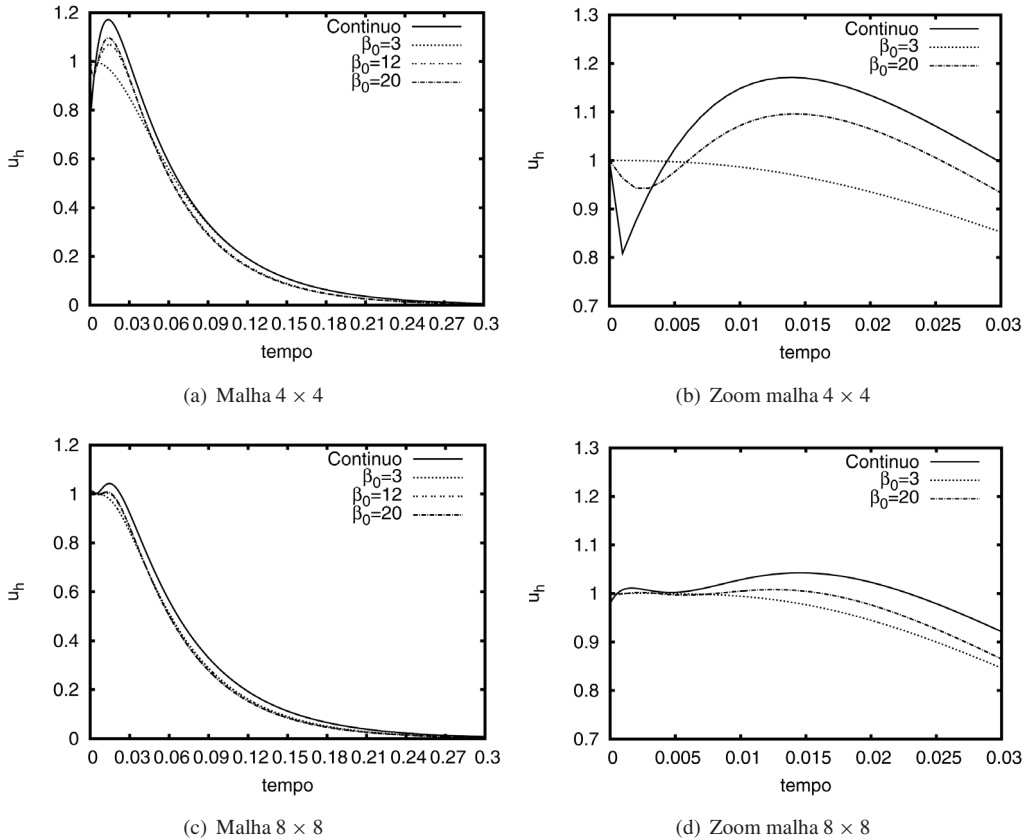 1.2
1
0.8
0.6
0.4
0.2
0
u_h
0 0.03 0.06 0.09 0.12 0.15 0.18 0.21 0.24 0.27 0.3
tempo
Continuo
β₀=3
β₀=12
β₀=20
(a) Malha 4 × 4
1.3
1.2
1.1
1
0.9
0.8
0.7
u_h
0 0.005 0.01 0.015 0.02 0.025 0.03
tempo
Continuo
β₀=3
β₀=20
(b) Zoom malha 4 × 4
1.2
1
0.8
0.6
0.4
0.2
0
u_h
0 0.03 0.06 0.09 0.12 0.15 0.18 0.21 0.24 0.27 0.3
tempo
Continuo
β₀=3
β₀=12
β₀=20
(c) Malha 8 × 8
1.3
1.2
1.1
1
0.9
0.8
0.7
u_h
0 0.005 0.01 0.015 0.02 0.025 0.03
tempo
Continuo
β₀=3
β₀=20
(d) Zoom malha 8 × 8